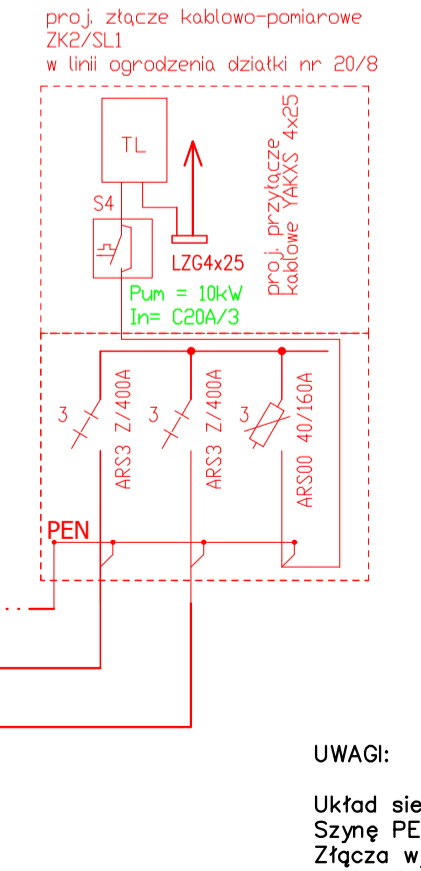 proj. złącze kablowo-pomiarowe
ZK2/SL1
w linii ogrodzenia działki nr 20/8
TL
S4
LZG4x25
proj. przyłącze
kablowe YAKXS 4x25
Pum = 10kW
In= C20A/3
3
ARS3 Z/400A
3
ARS3 Z/400A
3
ARS00 40/160A
PEN
UWAGI:
Układ sie
Szynę PE
Złącza w